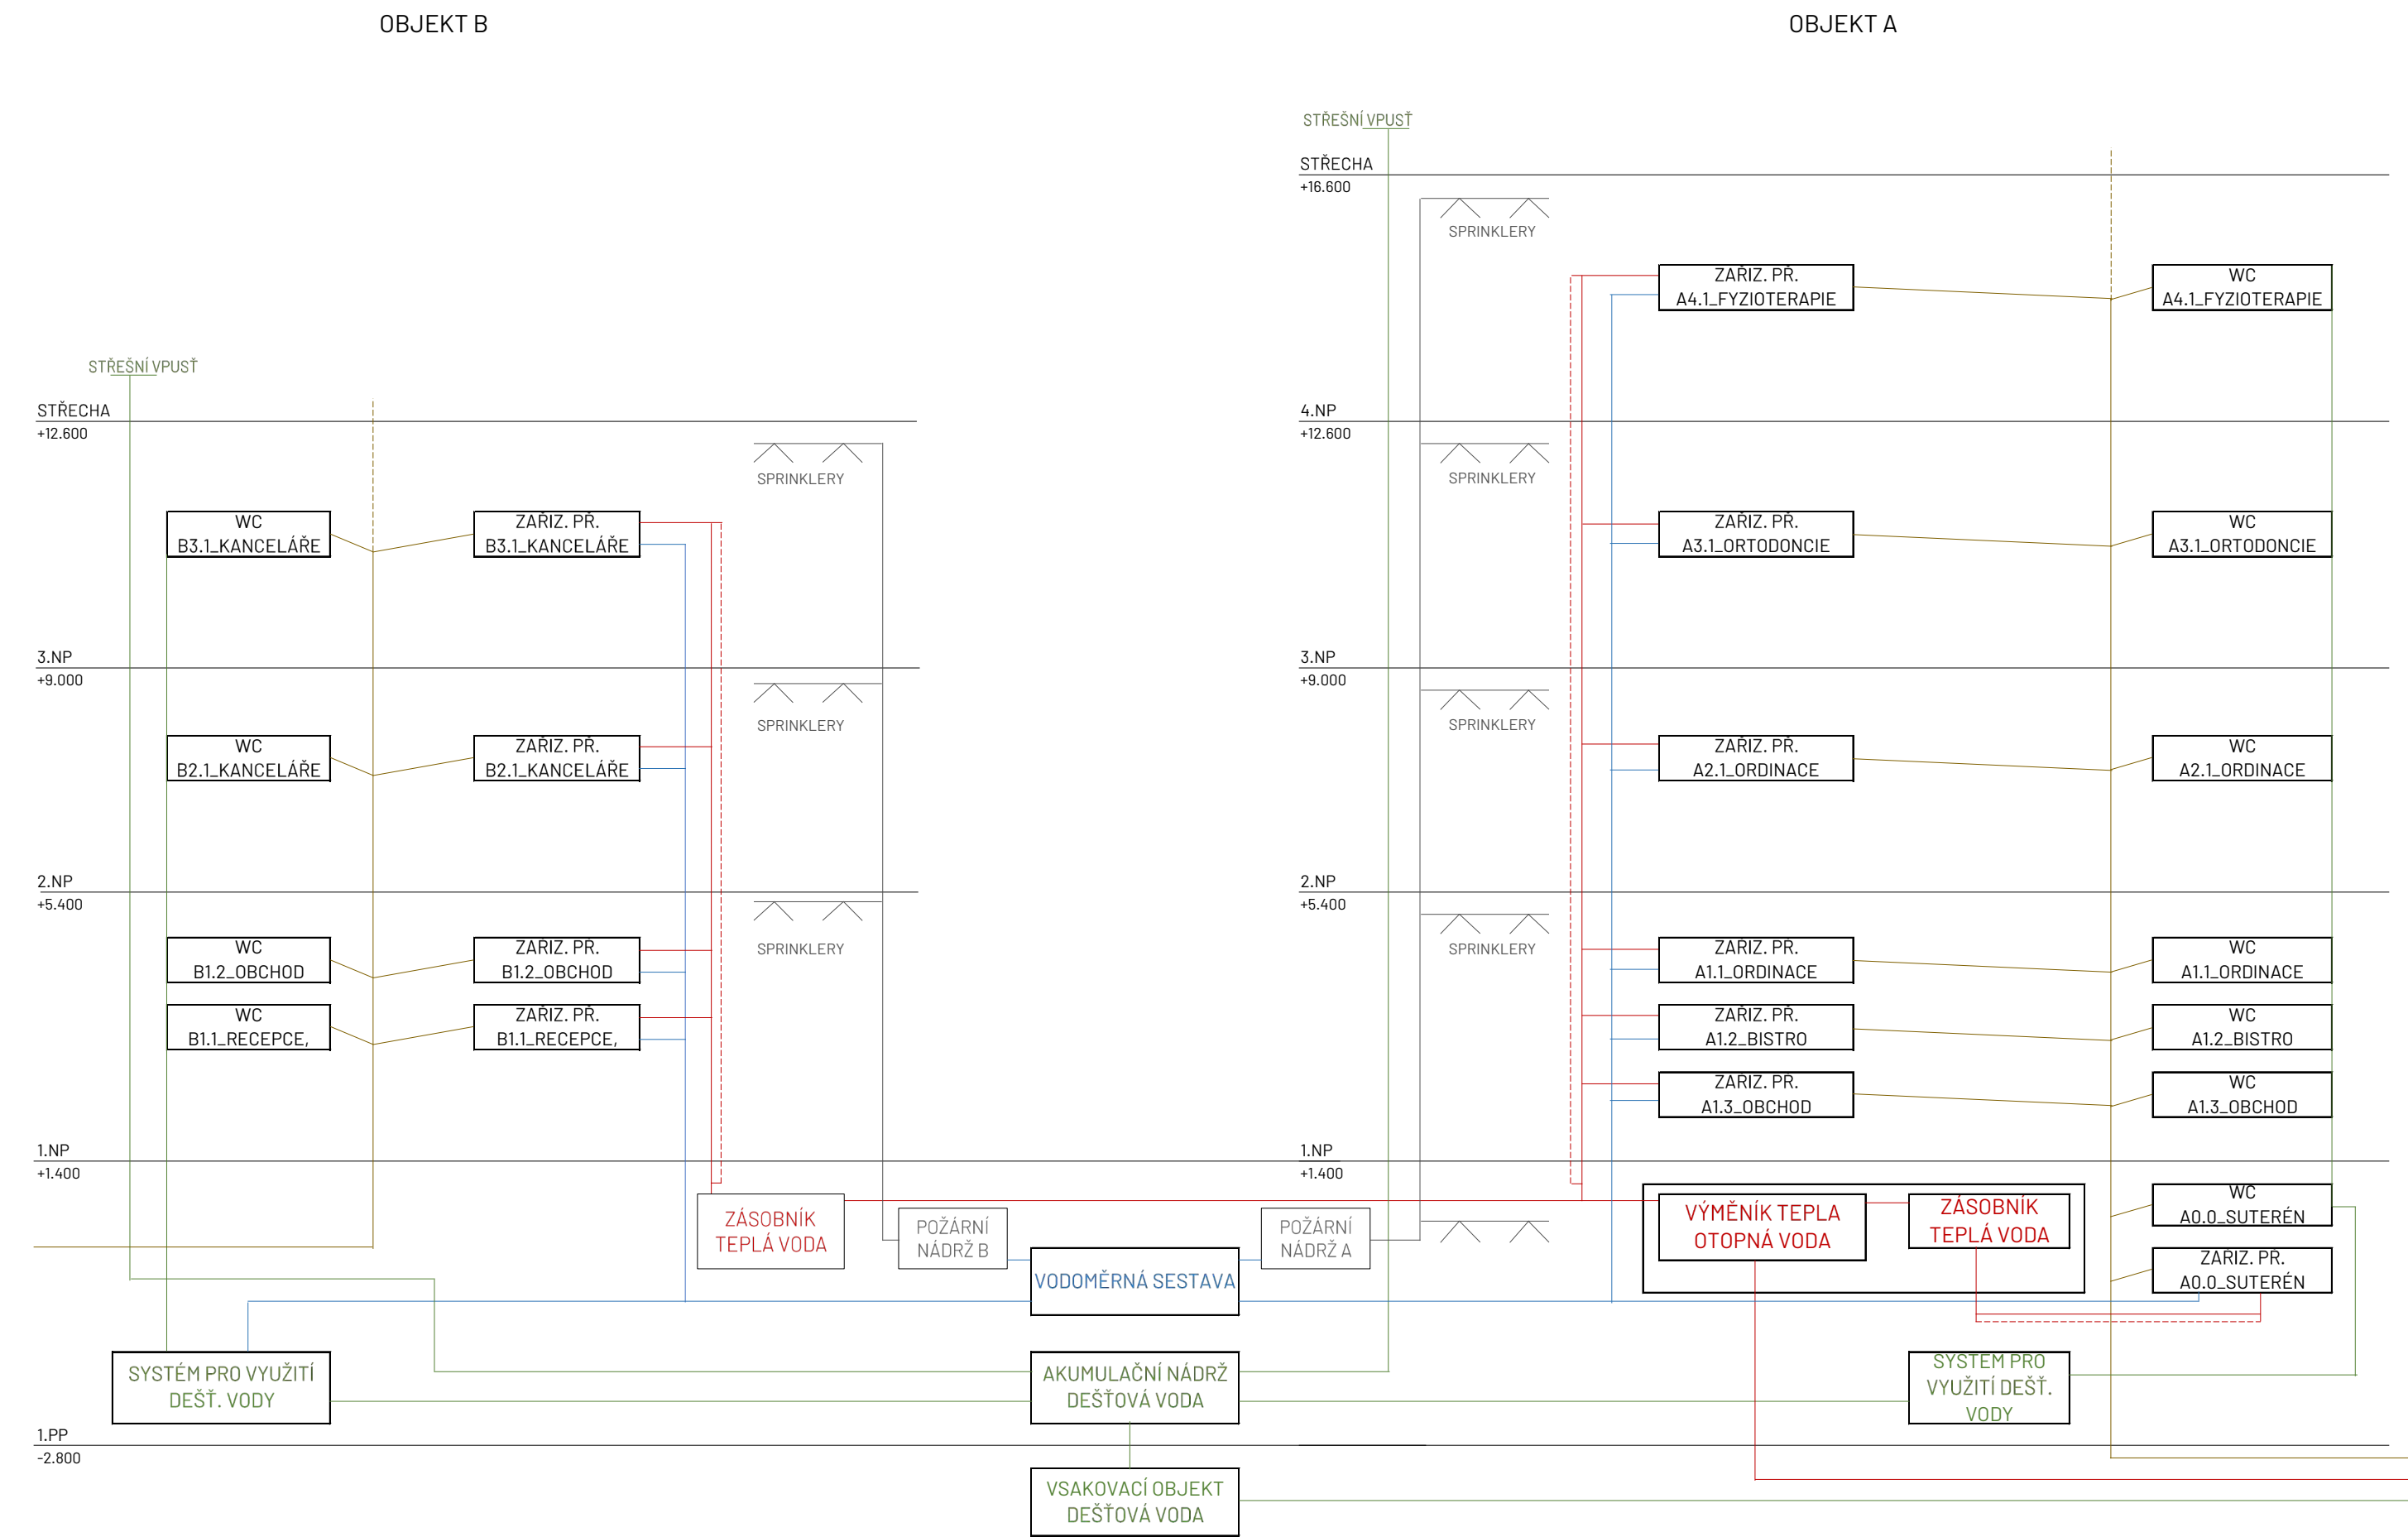 OBJEKT B
OBJEKT A
STŘEŠNÍ VPUSŤ
STŘECHA
+16.600
SPRINKLERY
ZAŘIZ. PŘ.
A4.1_FYZIOTERAPIE
WC
A4.1_FYZIOTERAPIE
STŘEŠNÍ VPUSŤ
STŘECHA
+12.600
4.NP
+12.600
SPRINKLERY
SPRINKLERY
WC
B3.1_KANCELÁŘE
ZAŘIZ. PŘ.
B3.1_KANCELÁŘE
ZAŘIZ. PŘ.
A3.1_ORTODONCIE
WC
A3.1_ORTODONCIE
3.NP
+9.000
3.NP
+9.000
SPRINKLERY
SPRINKLERY
WC
B2.1_KANCELÁŘE
ZAŘIZ. PŘ.
B2.1_KANCELÁŘE
ZAŘIZ. PŘ.
A2.1_ORDINACE
WC
A2.1_ORDINACE
2.NP
+5.400
2.NP
+5.400
SPRINKLERY
SPRINKLERY
WC
B1.2_OBCHOD
ZAŘIZ. PŘ.
B1.2_OBCHOD
ZAŘIZ. PŘ.
A1.1_ORDINACE
WC
A1.1_ORDINACE
WC
B1.1_RECEPCE,
ZAŘIZ. PŘ.
B1.1_RECEPCE,
ZAŘIZ. PŘ.
A1.2_BISTRO
WC
A1.2_BISTRO
ZAŘIZ. PŘ.
A1.3_OBCHOD
WC
A1.3_OBCHOD
1.NP
+1.400
1.NP
+1.400
ZÁSOBNÍK
TEPLÁ VODA
POŽÁRNÍ
NÁDRŽ B
VODOMĚRNÁ SESTAVA
POŽÁRNÍ
NÁDRŽ A
VÝMĚNÍK TEPLA
OTOPNÁ VODA
ZÁSOBNÍK
TEPLÁ VODA
WC
A0.0_SUTERÉN
ZAŘIZ. PŘ.
A0.0_SUTERÉN
SYSTÉM PRO VYUŽITÍ
DEŠŤ. VODY
AKUMULAČNÍ NÁDRŽ
DEŠŤOVÁ VODA
SYSTÉM PRO
VYUŽITÍ DEŠŤ.
VODY
1.PP
-2.800
VSAKOVACÍ OBJEKT
DEŠŤOVÁ VODA